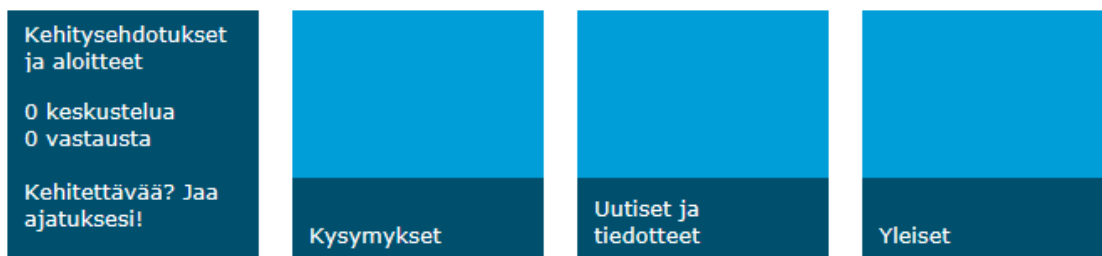 Kehitysehdotukset
ja aloitteet
0 keskustelua
0 vastausta
Kehitettävää? Jaa
ajatuksesi!
Kysymykset
Uutiset ja
tiedotteet
Yleiset